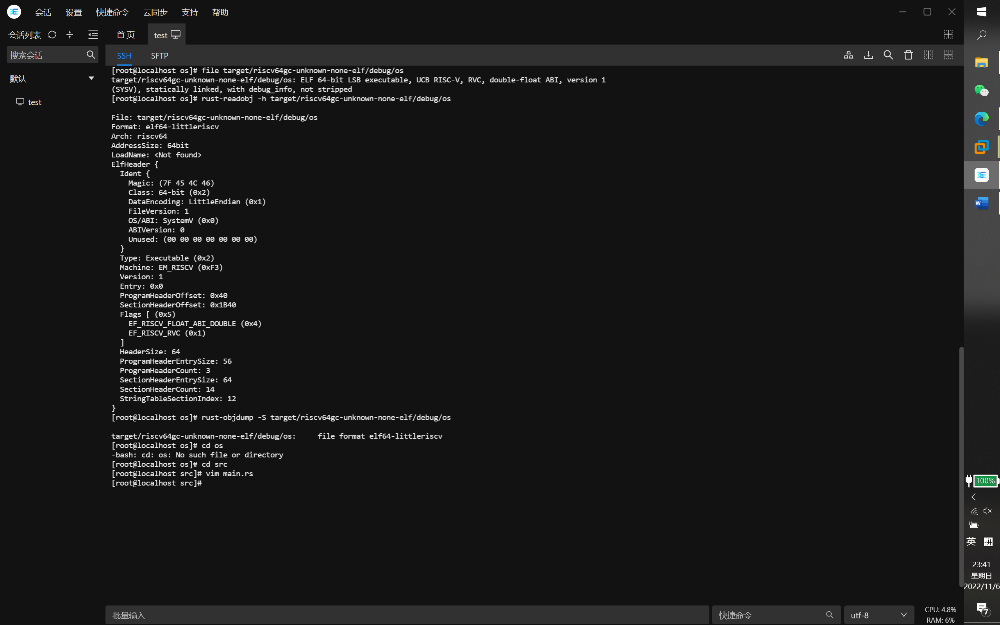 会话 设置 快捷命令 云同步 支持 帮助
会话列表 首页 test
搜索会话
SSH SFTP
默认
test
[root@localhost os]# file target/riscv64gc-unknown-none-elf/debug/os
target/riscv64gc-unknown-none-elf/debug/os: ELF 64-bit LSB executable, UCB RISC-V, RVC, double-float ABI, version 1
(SYSV), statically linked, with debug_info, not stripped
[root@localhost os]# rust-readobj -h target/riscv64gc-unknown-none-elf/debug/os
File: target/riscv64gc-unknown-none-elf/debug/os
Format: elf64-littleriscv
Arch: riscv64
AddressSize: 64bit
LoadName: <Not found>
ElfHeader {
  Ident {
    Magic: (7F 45 4C 46)
    Class: 64-bit (0x2)
    DataEncoding: LittleEndian (0x1)
    FileVersion: 1
    OS/ABI: SystemV (0x0)
    ABIVersion: 0
    Unused: (00 00 00 00 00 00 00)
  }
  Type: Executable (0x2)
  Machine: EM_RISCV (0xF3)
  Version: 1
  Entry: 0x0
  ProgramHeaderOffset: 0x40
  SectionHeaderOffset: 0x1B40
  Flags [ (0x5)
    EF_RISCV_FLOAT_ABI_DOUBLE (0x4)
    EF_RISCV_RVC (0x1)
  ]
  HeaderSize: 64
  ProgramHeaderEntrySize: 56
  ProgramHeaderCount: 3
  SectionHeaderEntrySize: 64
  SectionHeaderCount: 14
  StringTableSectionIndex: 12
}
[root@localhost os]# rust-objdump -S target/riscv64gc-unknown-none-elf/debug/os
target/riscv64gc-unknown-none-elf/debug/os:     file format elf64-littleriscv
[root@localhost os]# cd os
-bash: cd: os: No such file or directory
[root@localhost os]# cd src
[root@localhost src]# vim main.rs
[root@localhost src]#
批量输入 快捷命令 utf-8
CPU: 4.8%
RAM: 6%
W
100%
英 拼
23:41
星期日
2022/11/6
7